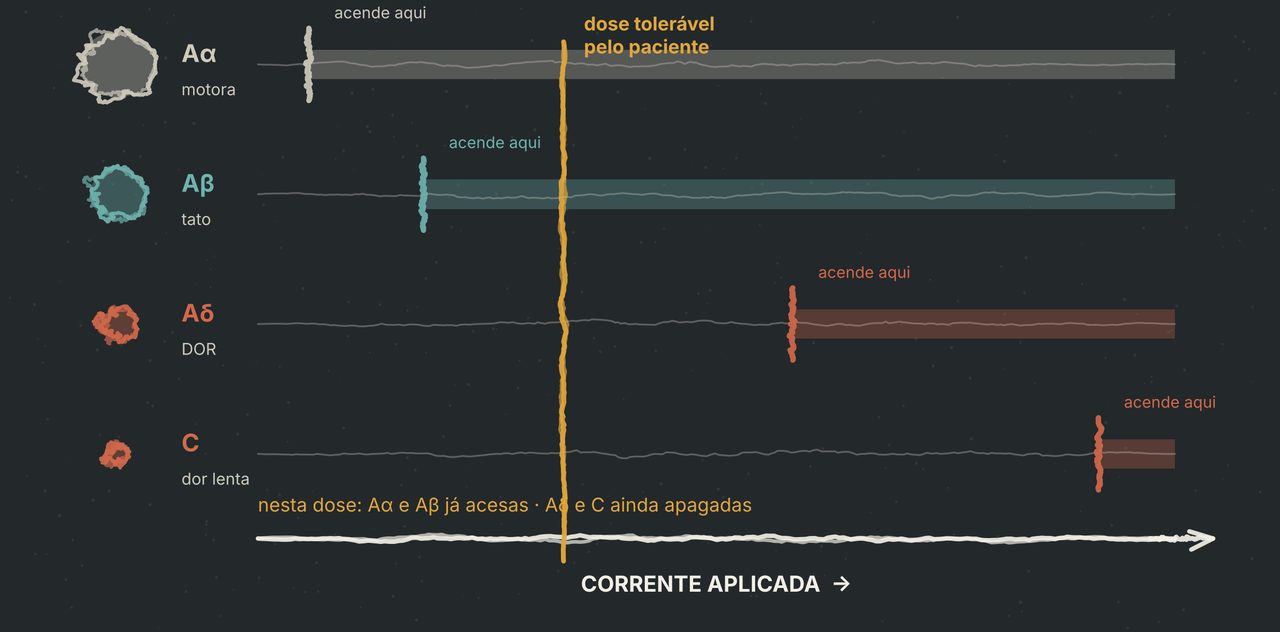 acende aqui
dose tolerável
pelo paciente
Aα
motora
acende aqui
Aβ
tato
acende aqui
Aδ
DOR
acende aqui
C
dor lenta
nesta dose: Aα e Aβ já acesas · Aδ e C ainda apagadas
CORRENTE APLICADA →